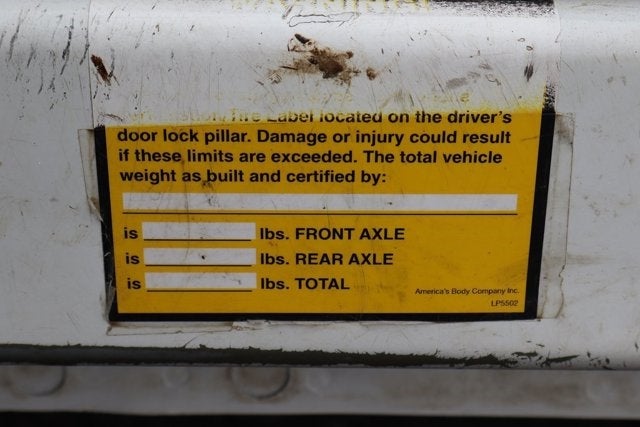 Tire Label located on the driver's
door lock pillar. Damage or injury could result
if these limits are exceeded. The total vehicle
weight as built and certified by:
is lbs. FRONT AXLE
is lbs. REAR AXLE
is lbs. TOTAL
America's Body Company Inc.
LP5502